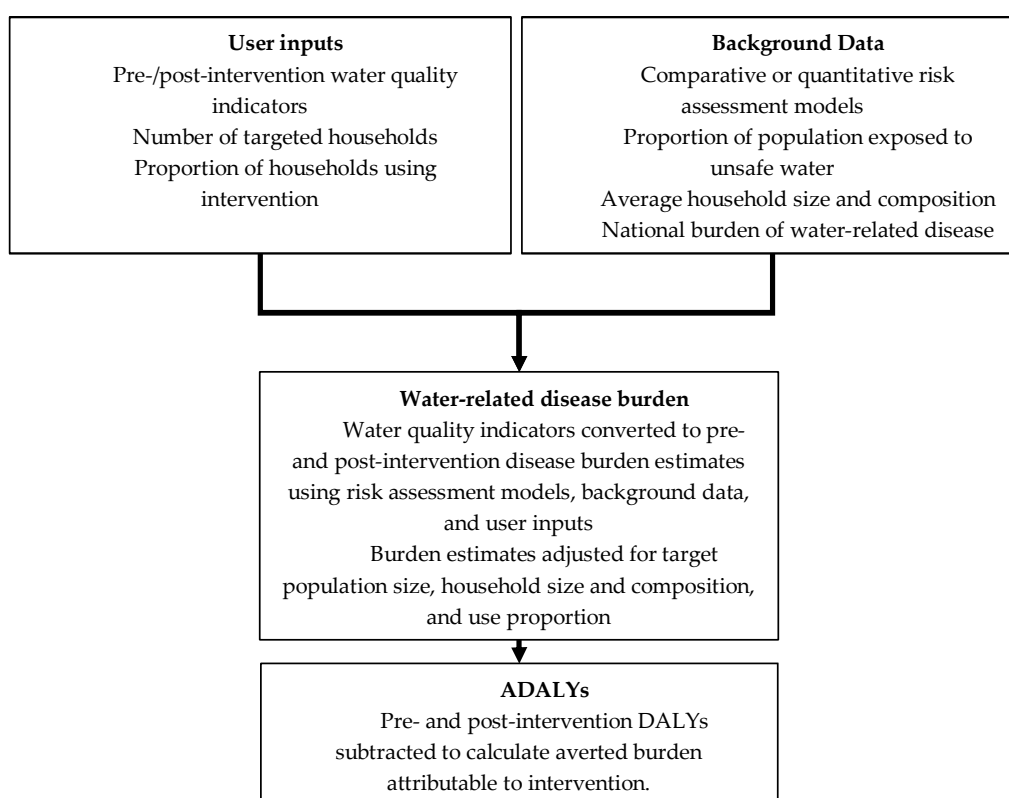 User inputs
Pre-/post-intervention water quality
indicators
Number of targeted households
Proportion of households using
intervention
Background Data
Comparative or quantitative risk
assessment models
Proportion of population exposed to
unsafe water
Average household size and composition
National burden of water-related disease
Water-related disease burden
Water quality indicators converted to pre-
and post-intervention disease burden estimates
using risk assessment models, background data,
and user inputs
Burden estimates adjusted for target
population size, household size and composition,
and use proportion
ADALYs
Pre- and post-intervention DALYs
subtracted to calculate averted burden
attributable to intervention.